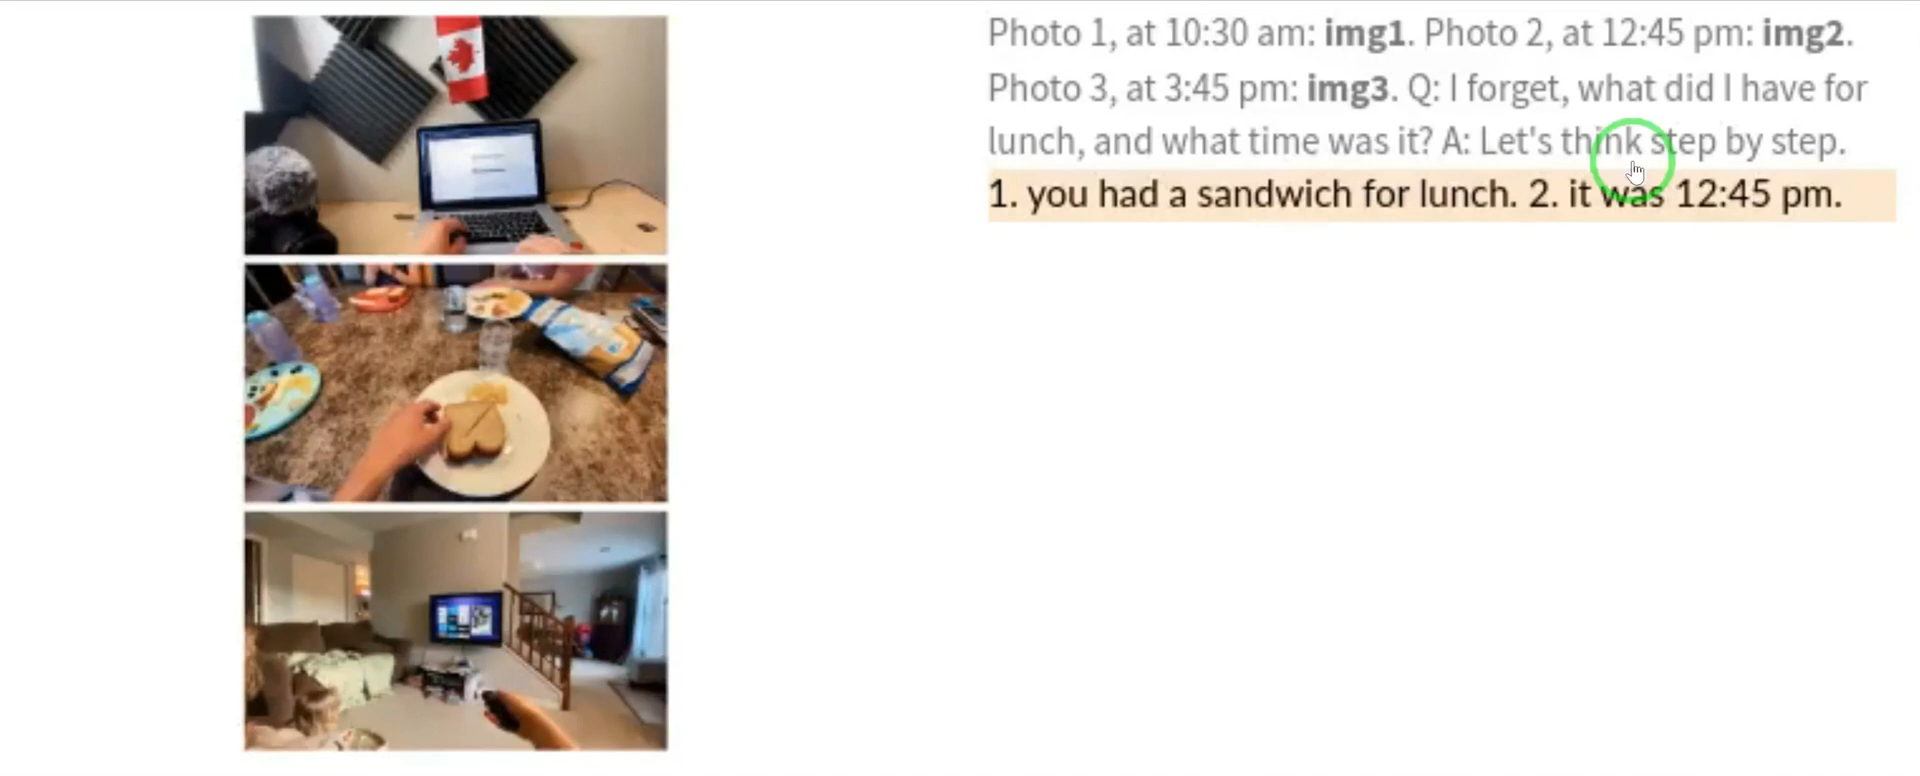 Photo 1, at 10:30 am: img1. Photo 2, at 12:45 pm: img2.
Photo 3, at 3:45 pm: img3. Q: I forget, what did I have for
lunch, and what time was it? A: Let's think step by step.
1. you had a sandwich for lunch. 2. it was 12:45 pm.